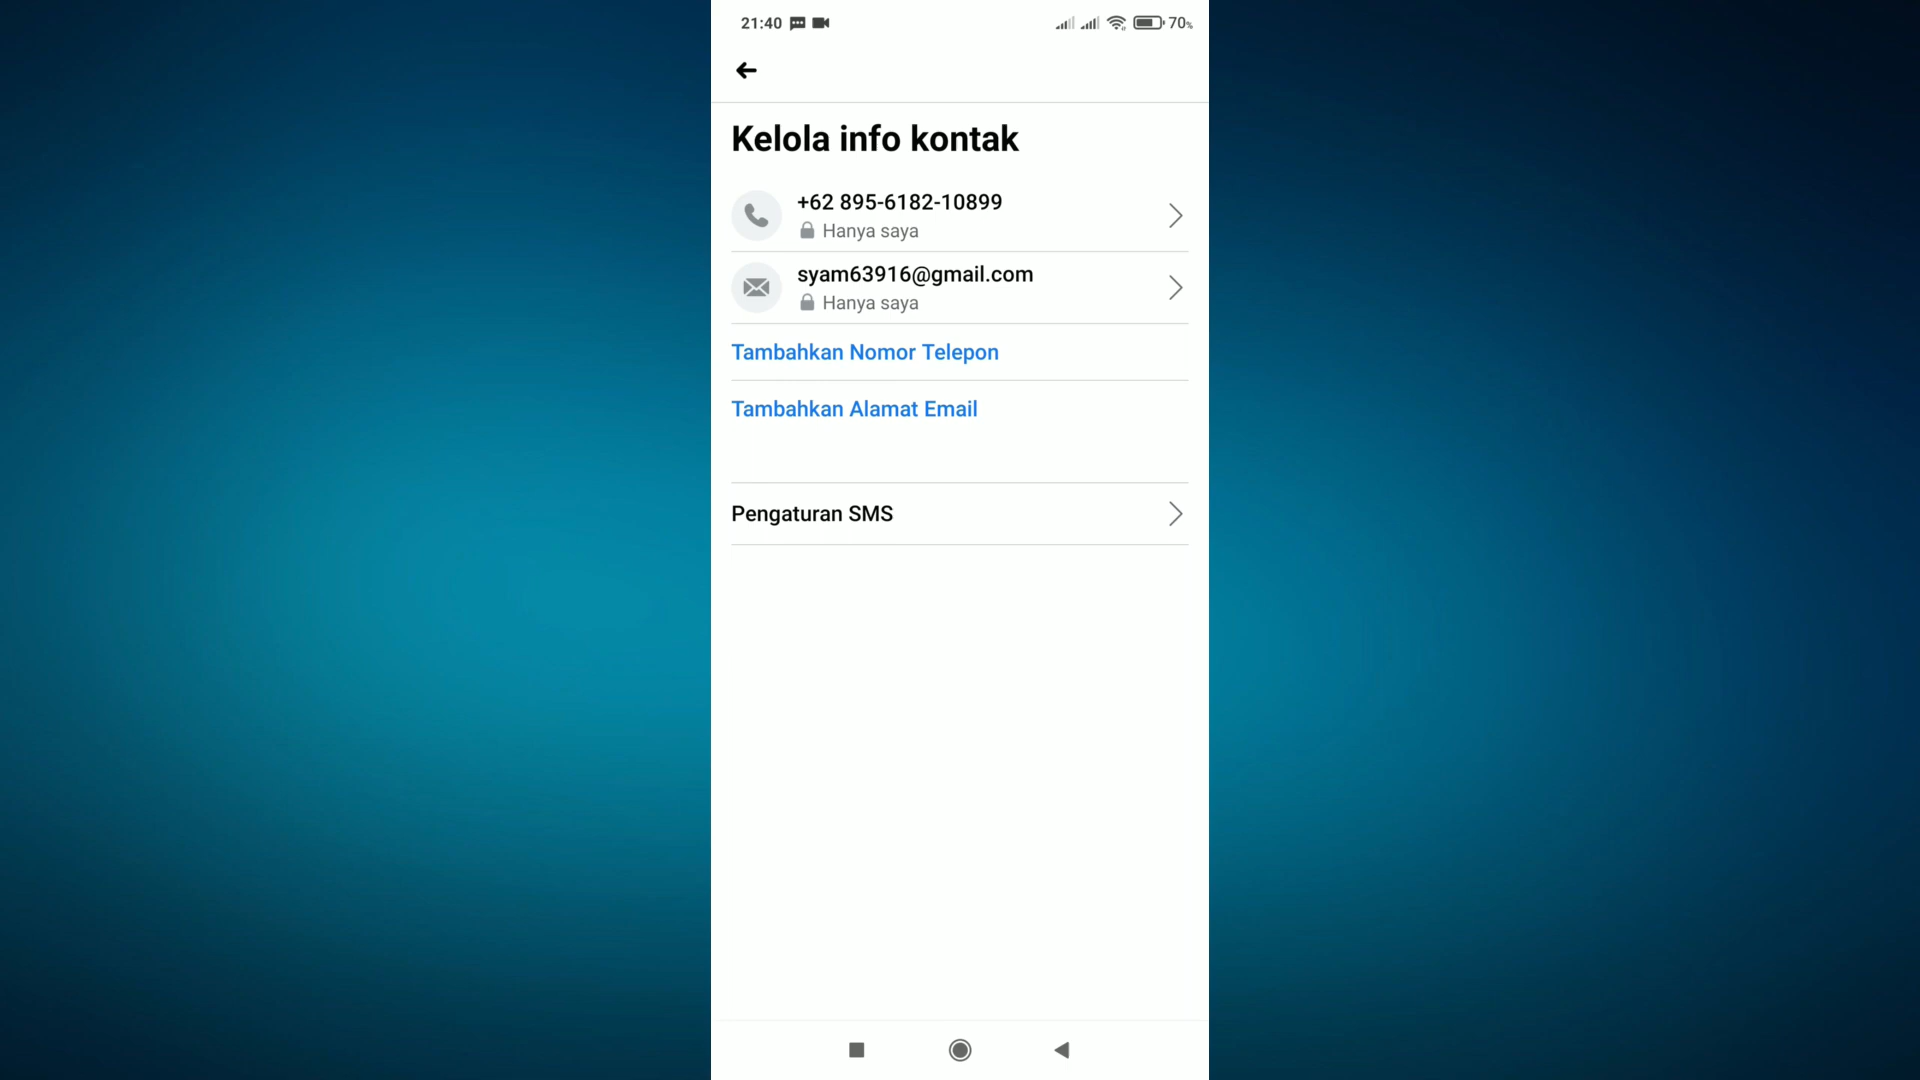 21:40
70%
Kelola info kontak
+62 895-6182-10899
Hanya saya
syam63916@gmail.com
Hanya saya
Tambahkan Nomor Telepon
Tambahkan Alamat Email
Pengaturan SMS